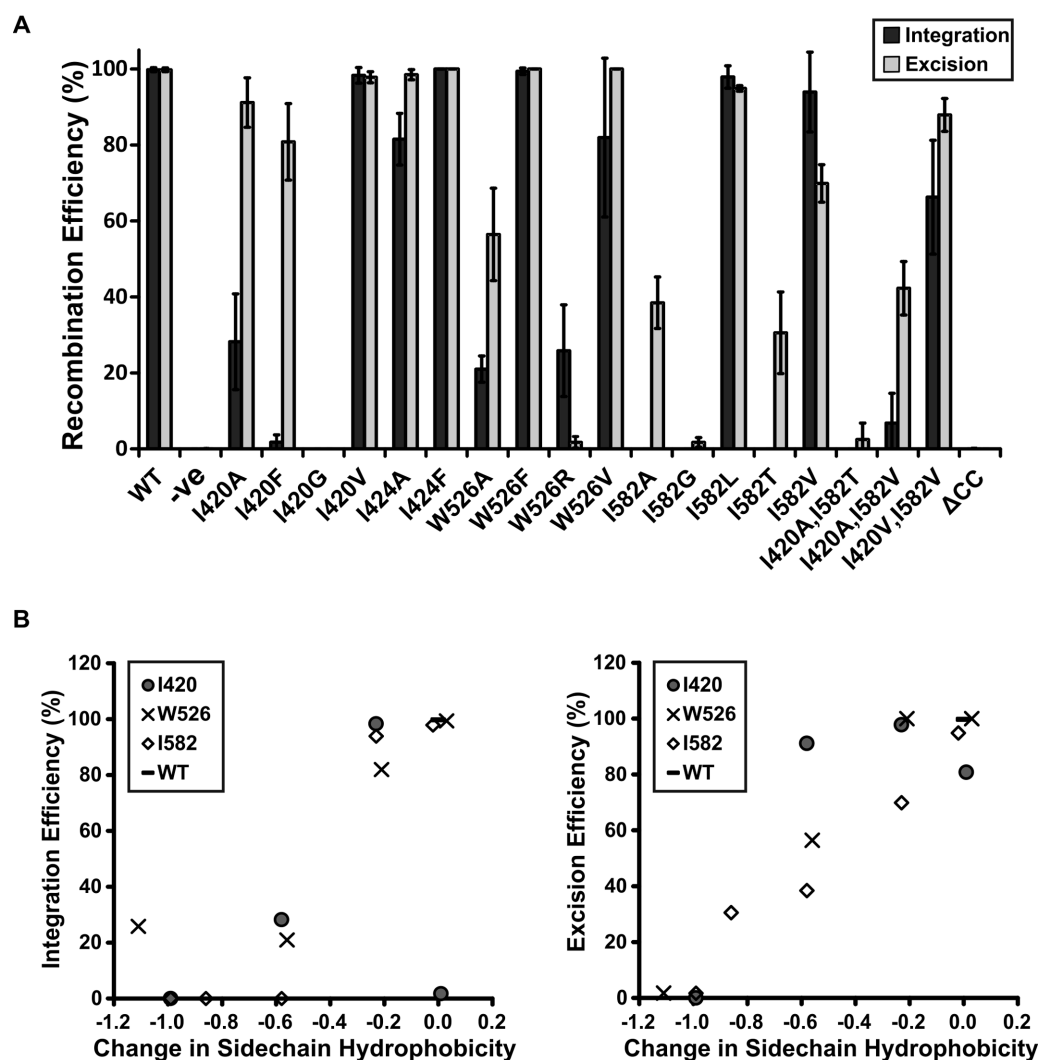 A
Integration
Excision
Recombination Efficiency (%)
100
80
60
40
20
0
WT
-ve
I420A
I420F
I420G
I420V
I424A
I424F
W526A
W526F
W526R
W526V
I582A
I582G
I582L
I582T
I582V
I420A,I582T
I420A,I582V
I420V,I582V
ΔCC
B
Integration Efficiency (%)
120
100
80
60
40
20
0
I420
W526
I582
WT
-1.2 -1.0 -0.8 -0.6 -0.4 -0.2 0.0 0.2
Change in Sidechain Hydrophobicity
Excision Efficiency (%)
120
100
80
60
40
20
0
I420
W526
I582
WT
-1.2 -1.0 -0.8 -0.6 -0.4 -0.2 0.0 0.2
Change in Sidechain Hydrophobicity